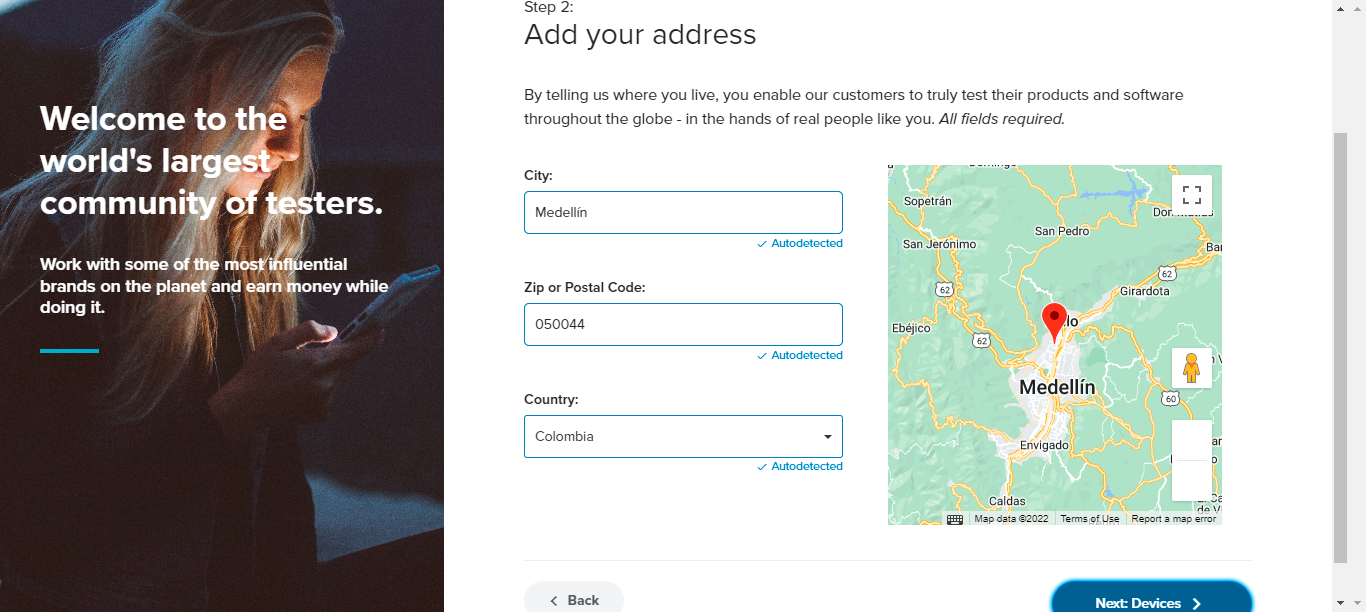 Welcome to the
world's largest
community of testers.
Work with some of the most influential
brands on the planet and earn money while
doing it.
Step 2:
Add your address
By telling us where you live, you enable our customers to truly test their products and software
throughout the globe - in the hands of real people like you. All fields required.
City:
Medellín
✓ Autodetected
Zip or Postal Code:
050044
✓ Autodetected
Country:
Colombia
✓ Autodetected
Sopetrán
San Pedro
San Jerónimo
62
62
Girardota
Ebéjico
62
Medellín
60
Envigado
Caldas
Map data ©2022
Terms of Use
Report a map error
Back
Next: Devices